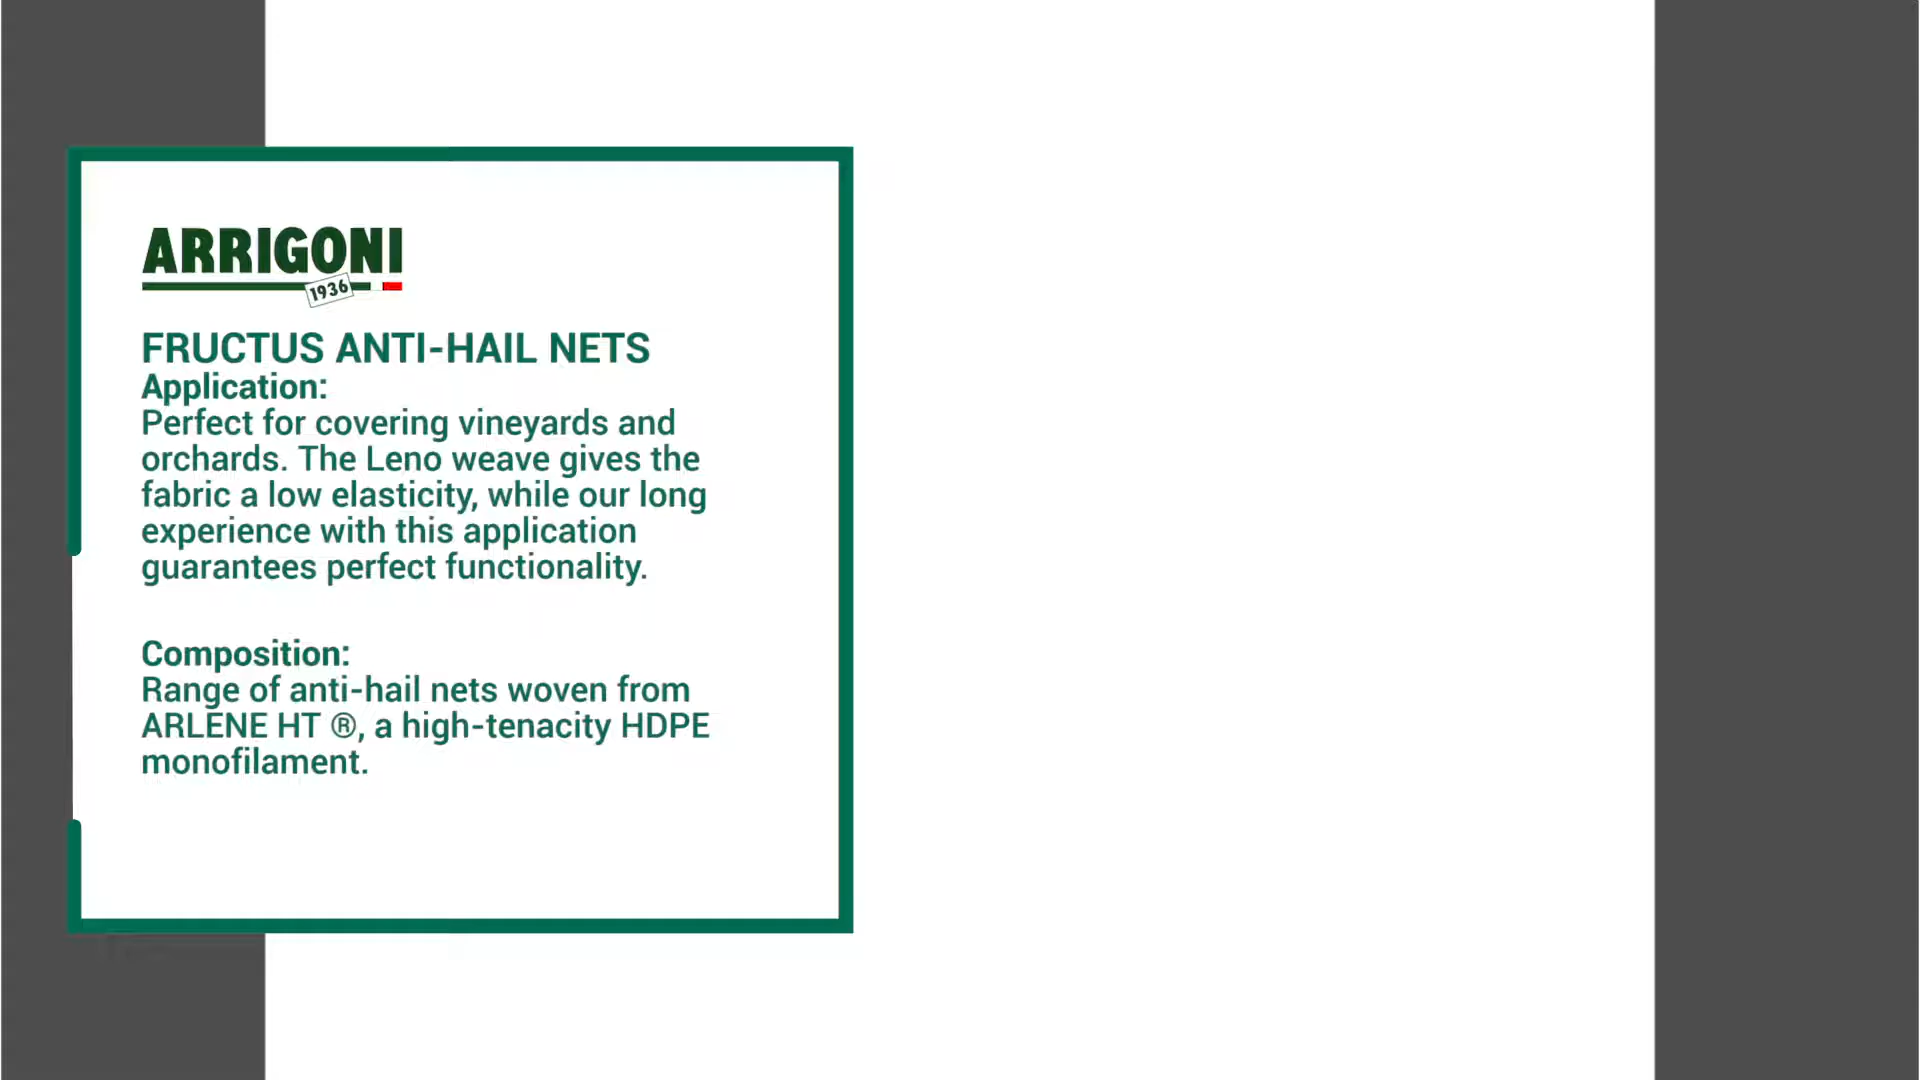 ARRIGONI
1936
FRUCTUS ANTI-HAIL NETS
Application:
Perfect for covering vineyards and
orchards. The Leno weave gives the
fabric a low elasticity, while our long
experience with this application
guarantees perfect functionality.
Composition:
Range of anti-hail nets woven from
ARLENE HT ®, a high-tenacity HDPE
monofilament.